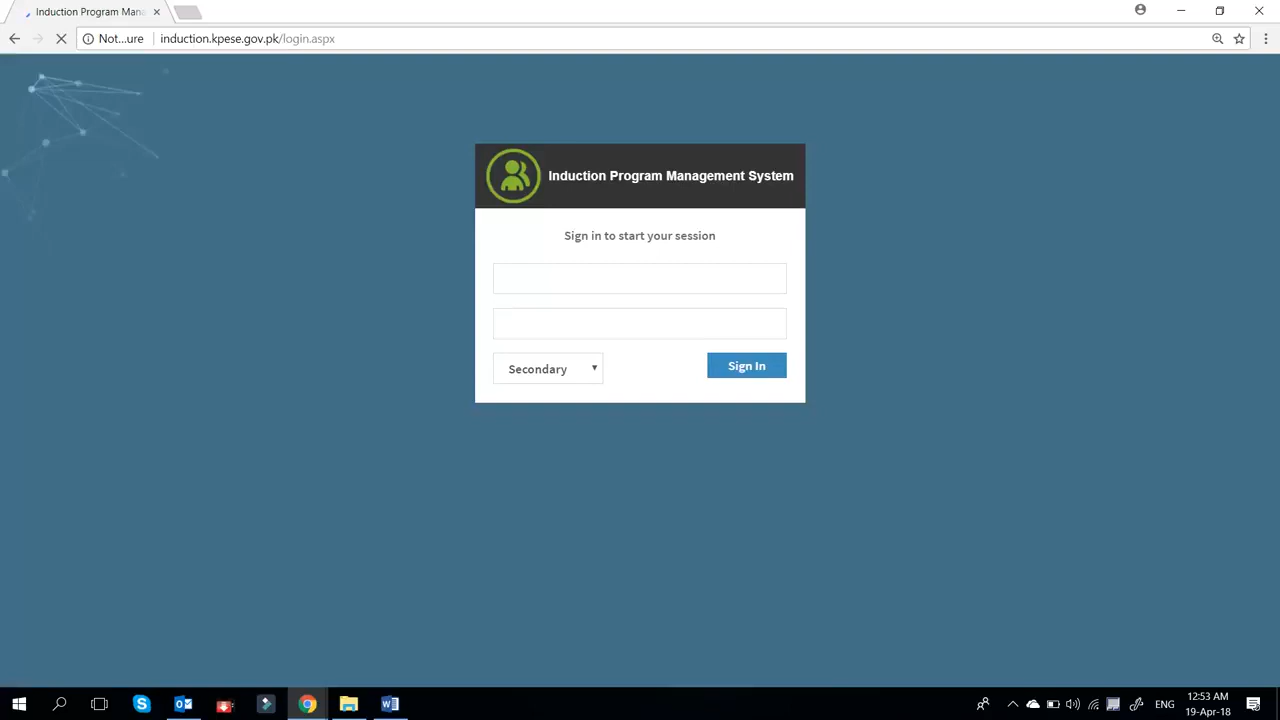 Induction Program Mana
Not...ure
induction.kpese.gov.pk/login.aspx
Induction Program Management System
Sign in to start your session
Secondary
Sign In
ENG
12:53 AM
19-Apr-18